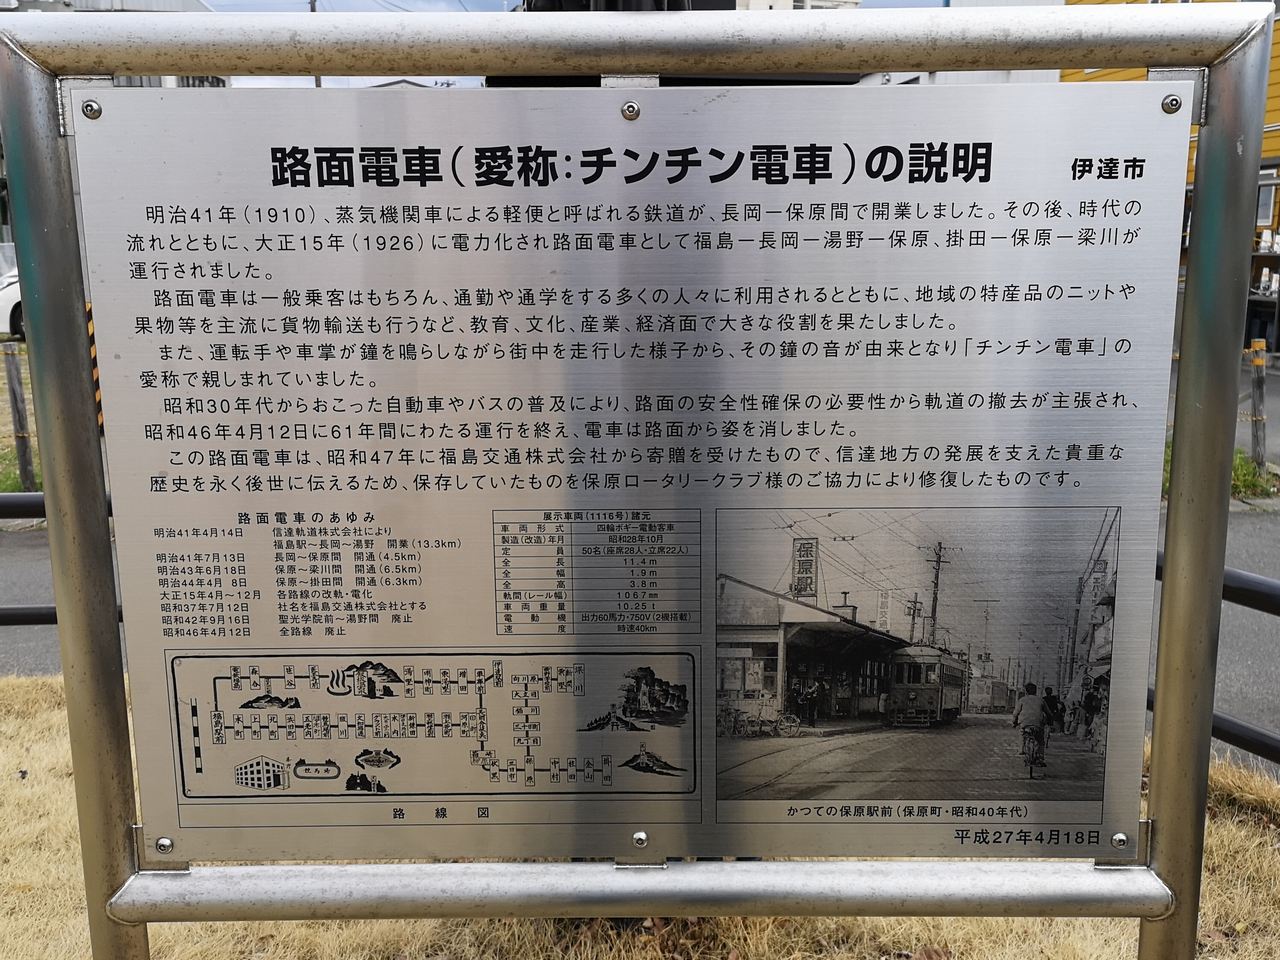 路面電車(愛称:チンチン電車)の説明 伊達市
明治41年(1910)、蒸気機関車による軽便と呼ばれる鉄道が、長岡ー保原間で開業しました。その後、時代の
流れとともに、大正15年(1926)に電力化され路面電車として福島ー長岡ー湯野ー保原、掛田ー保原ー梁川が
運行されました。
路面電車は一般乗客はもちろん、通勤や通学をする多くの人々に利用されるとともに、地域の特産品のニットや
果物等を主流に貨物輸送も行うなど、教育、文化、産業、経済面で大きな役割を果たしました。
また、運転手や車掌が鐘を鳴らしながら街中を走行した様子から、その鐘の音が由来となり「チンチン電車」の
愛称で親しまれていました。
昭和30年代からおこった自動車やバスの普及により、路面の安全性確保の必要性から軌道の撤去が主張され、
昭和46年4月12日に61年間にわたる運行を終え、電車は路面から姿を消しました。
この路面電車は、昭和47年に福島交通株式会社から寄贈を受けたもので、信達地方の発展を支えた貴重な
歴史を永く後世に伝えるため、保存していたものを保原ロータリークラブ様のご協力により修復したものです。
路面電車のあゆみ
明治41年4月14日 信達軌道株式会社により
福島駅〜長岡〜湯野 開業(13.3km)
明治41年7月13日 長岡〜保原間 開通(4.5km)
明治43年6月18日 保原〜梁川間 開通(6.5km)
明治44年4月 8日 保原〜掛田間 開通(6.3km)
大正15年4月〜12月 各路線の改軌・電化
昭和37年7月12日 社名を福島交通株式会社とする
昭和42年9月16日 聖光学院前〜湯野間 廃止
昭和46年4月12日 全路線 廃止
展示車両(1116号)諸元
車両形式 四輪ボギー電動客車
製造(改造)年月 昭和28年10月
定員 50名(座席28人・立席22人)
全長 11.4m
全幅 1.9m
全高 3.8m
軌間(レール幅) 1067mm
車両重量 10.25t
電動機 出力60馬力・750V(2機搭載)
速度 時速40km
路線図
保原駅
かつての保原駅前(保原町・昭和40年代)
平成27年4月18日